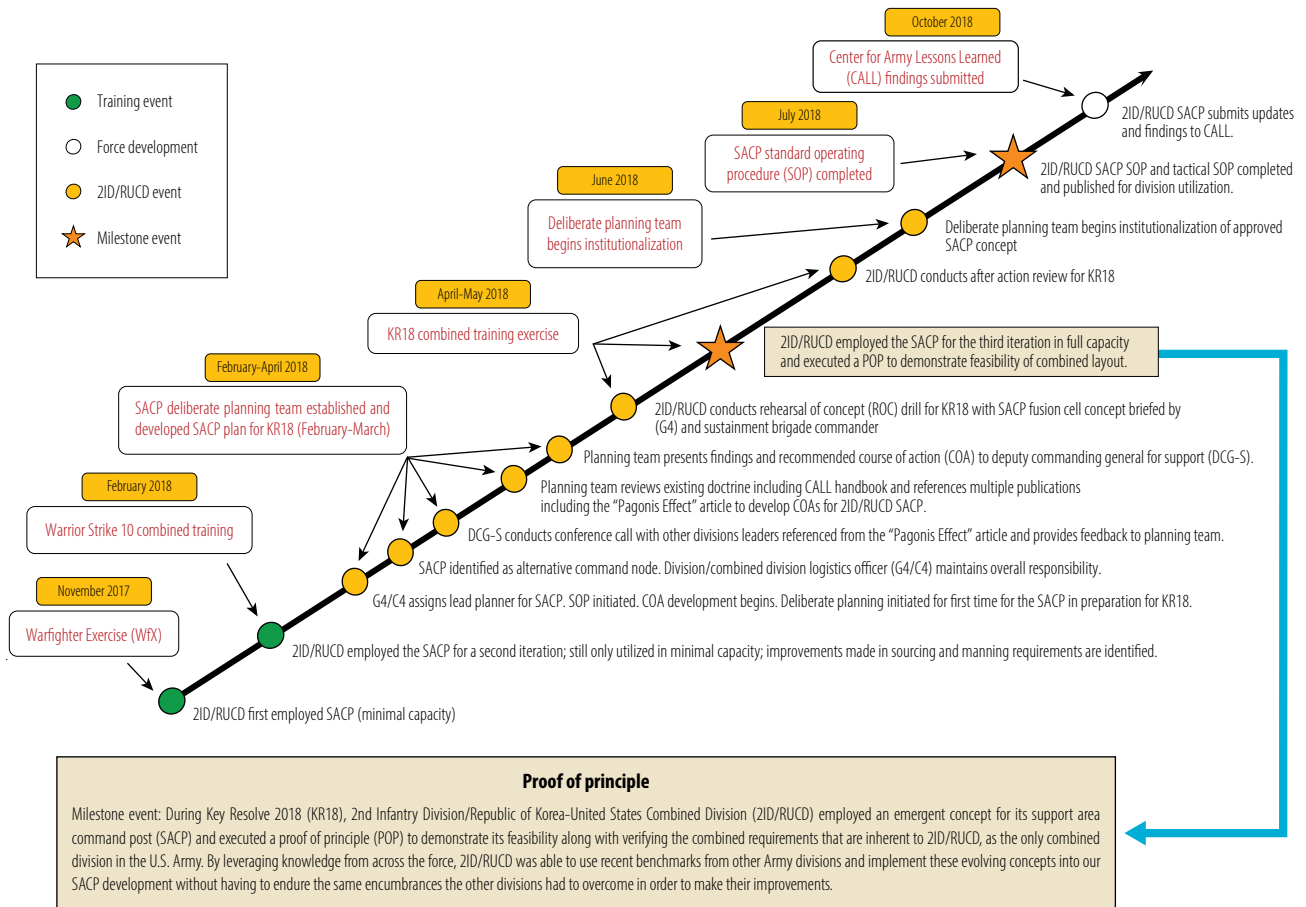 October 2018
Center for Army Lessons Learned
(CALL) findings submitted
2ID/RUCD SACP submits updates
and findings to CALL.
Training event
Force development
2ID/RUCD event
Milestone event
July 2018
SACP standard operating
procedure (SOP) completed
2ID/RUCD SACP SOP and tactical SOP completed
and published for division utilization.
June 2018
Deliberate planning team
begins institutionalization
Deliberate planning team begins institutionalization of approved
SACP concept
2ID/RUCD conducts after action review for KR18
April-May 2018
KR18 combined training exercise
2ID/RUCD employed the SACP for the third iteration in full capacity
and executed a POP to demonstrate feasibility of combined layout.
February-April 2018
SACP deliberate planning team established and
developed SACP plan for KR18 (February-March)
2ID/RUCD conducts rehearsal of concept (ROC) drill for KR18 with SACP fusion cell concept briefed by
(G4) and sustainment brigade commander
Planning team presents findings and recommended course of action (COA) to deputy commanding general for support (DCG-S).
Planning team reviews existing doctrine including CALL handbook and references multiple publications
including the “Pagonis Effect” article to develop COAs for 2ID/RUCD SACP.
February 2018
Warrior Strike 10 combined training
DCG-S conducts conference call with other divisions leaders referenced from the “Pagonis Effect” article and provides feedback to planning team.
SACP identified as alternative command node. Division/combined division logistics officer (G4/C4) maintains overall responsibility.
G4/C4 assigns lead planner for SACP. SOP initiated. COA development begins. Deliberate planning initiated for first time for the SACP in preparation for KR18.
November 2017
Warfighter Exercise (WfX)
2ID/RUCD employed the SACP for a second iteration; still only utilized in minimal capacity; improvements made in sourcing and manning requirements are identified.
2ID/RUCD first employed SACP (minimal capacity)
Proof of principle
Milestone event: During Key Resolve 2018 (KR18), 2nd Infantry Division/Republic of Korea-United States Combined Division (2ID/RUCD) employed an emergent concept for its support area
command post (SACP) and executed a proof of principle (POP) to demonstrate its feasibility along with verifying the combined requirements that are inherent to 2ID/RUCD, as the only combined
division in the U.S. Army. By leveraging knowledge from across the force, 2ID/RUCD was able to use recent benchmarks from other Army divisions and implement these evolving concepts into our
SACP development without having to endure the same encumbrances the other divisions had to overcome in order to make their improvements.